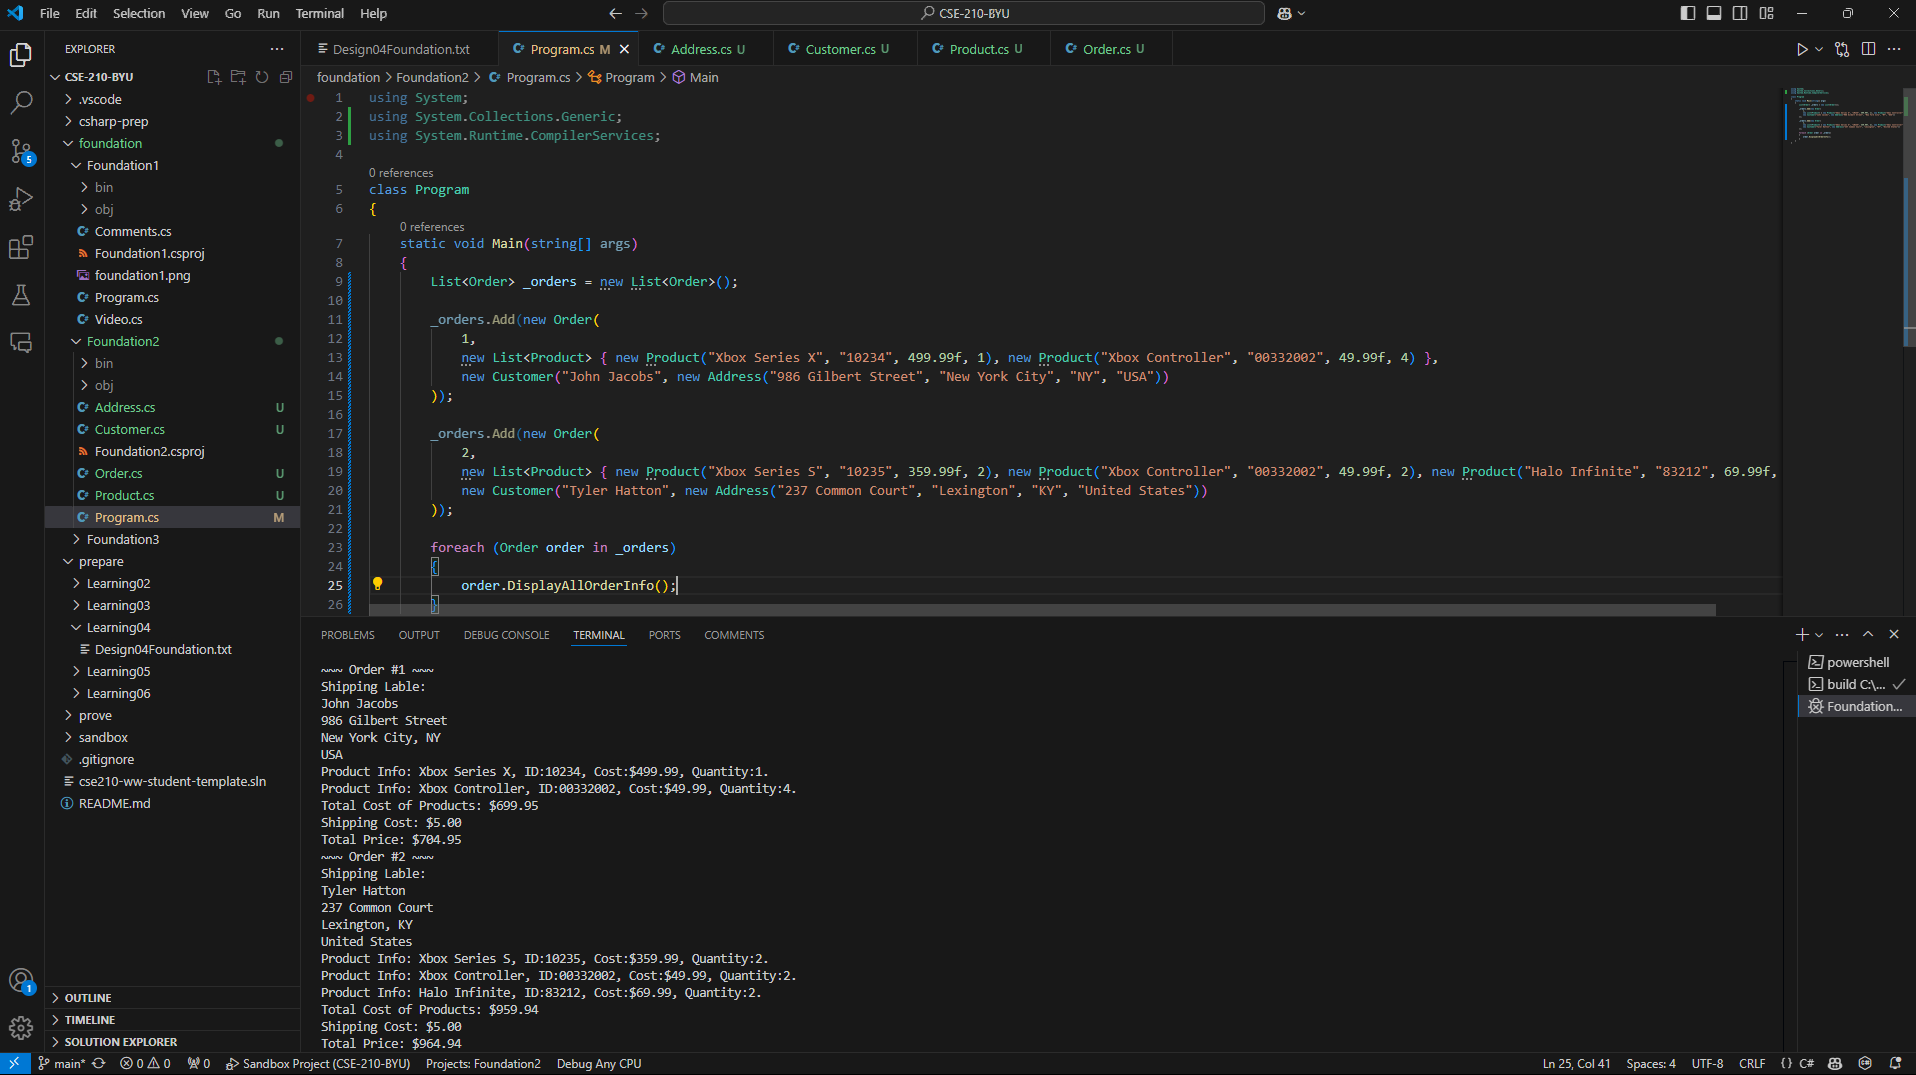 File Edit Selection View Go Run Terminal Help
CSE-210-BYU
EXPLORER
CSE-210-BYU
.vscode
csharp-prep
foundation
Foundation1
bin
obj
Comments.cs
Foundation1.csproj
foundation1.png
Program.cs
Video.cs
Foundation2
bin
obj
Address.cs U
Customer.cs U
Foundation2.csproj
Order.cs U
Product.cs U
Program.cs M
Foundation3
prepare
Learning02
Learning03
Learning04
Design04Foundation.txt
Learning05
Learning06
prove
sandbox
.gitignore
cse210-ww-student-template.sln
README.md
OUTLINE
TIMELINE
SOLUTION EXPLORER
5
1
Design04Foundation.txt Program.cs M Address.cs U Customer.cs U Product.cs U Order.cs U
foundation > Foundation2 > Program.cs > Program > Main
1 using System;
2 using System.Collections.Generic;
3 using System.Runtime.CompilerServices;
4
0 references
5 class Program
6 {
0 references
7 static void Main(string[] args)
8 {
9 List<Order> _orders = new List<Order>();
10
11 _orders.Add(new Order(
12 1,
13 new List<Product> { new Product("Xbox Series X", "10234", 499.99f, 1), new Product("Xbox Controller", "00332002", 49.99f, 4) },
14 new Customer("John Jacobs", new Address("986 Gilbert Street", "New York City", "NY", "USA"))
15 ));
16
17 _orders.Add(new Order(
18 2,
19 new List<Product> { new Product("Xbox Series S", "10235", 359.99f, 2), new Product("Xbox Controller", "00332002", 49.99f, 2), new Product("Halo Infinite", "83212", 69.99f,
20 new Customer("Tyler Hatton", new Address("237 Common Court", "Lexington", "KY", "United States"))
21 ));
22
23 foreach (Order order in _orders)
24 {
25 order.DisplayAllOrderInfo();
26 }
PROBLEMS OUTPUT DEBUG CONSOLE TERMINAL PORTS COMMENTS
~~~ Order #1 ~~~
Shipping Lable:
John Jacobs
986 Gilbert Street
New York City, NY
USA
Product Info: Xbox Series X, ID:10234, Cost:$499.99, Quantity:1.
Product Info: Xbox Controller, ID:00332002, Cost:$49.99, Quantity:4.
Total Cost of Products: $699.95
Shipping Cost: $5.00
Total Price: $704.95
~~~ Order #2 ~~~
Shipping Lable:
Tyler Hatton
237 Common Court
Lexington, KY
United States
Product Info: Xbox Series S, ID:10235, Cost:$359.99, Quantity:2.
Product Info: Xbox Controller, ID:00332002, Cost:$49.99, Quantity:2.
Product Info: Halo Infinite, ID:83212, Cost:$69.99, Quantity:2.
Total Cost of Products: $959.94
Shipping Cost: $5.00
Total Price: $964.94
powershell
build C:\...
Foundation...
main* 0 0 0 Sandbox Project (CSE-210-BYU) Projects: Foundation2 Debug Any CPU Ln 25, Col 41 Spaces: 4 UTF-8 CRLF {} C#